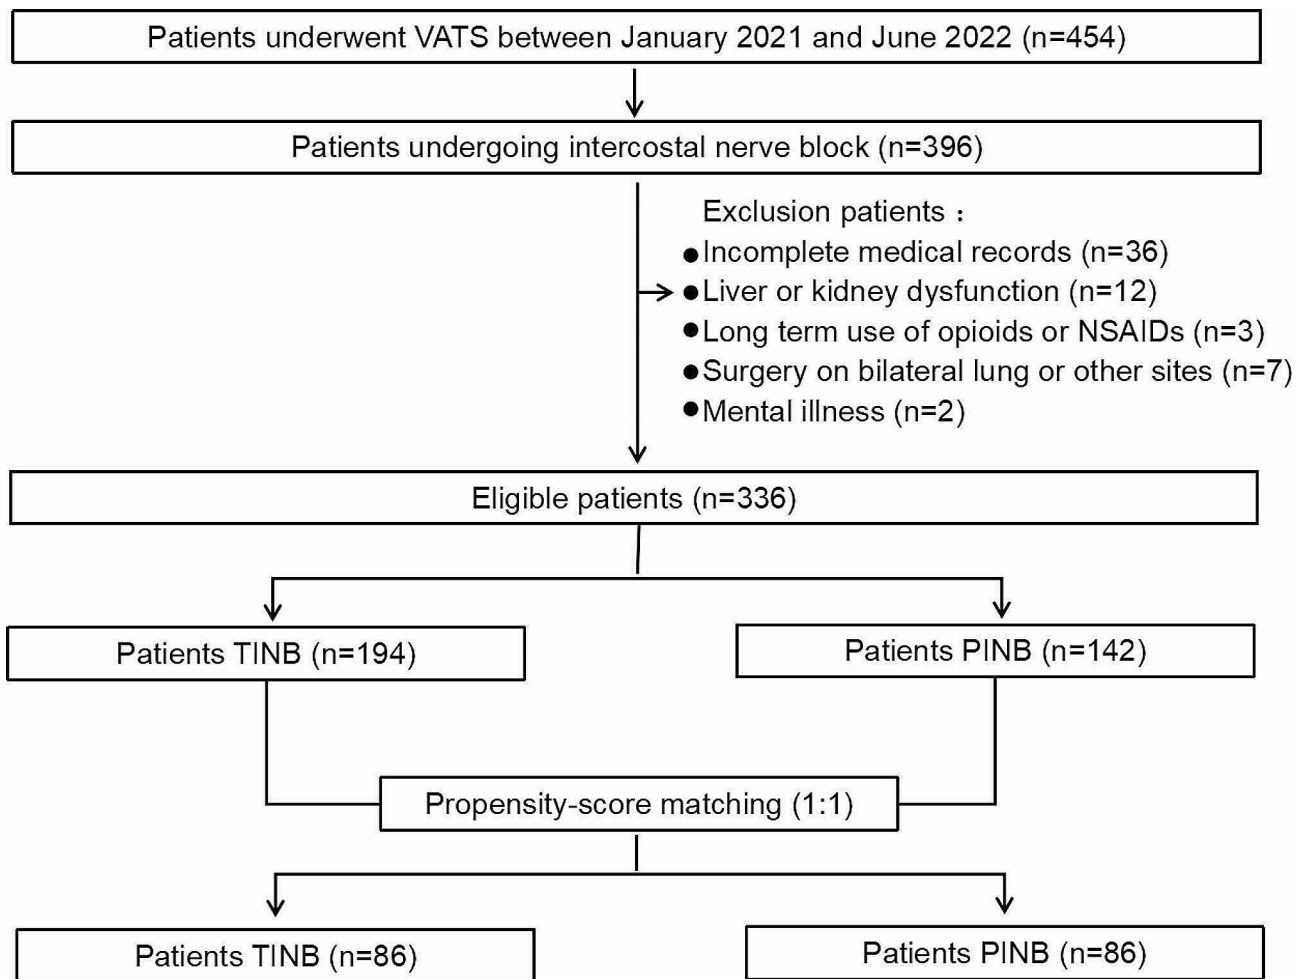 Patients underwent VATS between January 2021 and June 2022 (n=454)
Patients undergoing intercostal nerve block (n=396)
Exclusion patients：
●Incomplete medical records (n=36)
●Liver or kidney dysfunction (n=12)
●Long term use of opioids or NSAIDs (n=3)
●Surgery on bilateral lung or other sites (n=7)
●Mental illness (n=2)
Eligible patients (n=336)
Patients TINB (n=194)
Patients PINB (n=142)
Propensity-score matching (1:1)
Patients TINB (n=86)
Patients PINB (n=86)